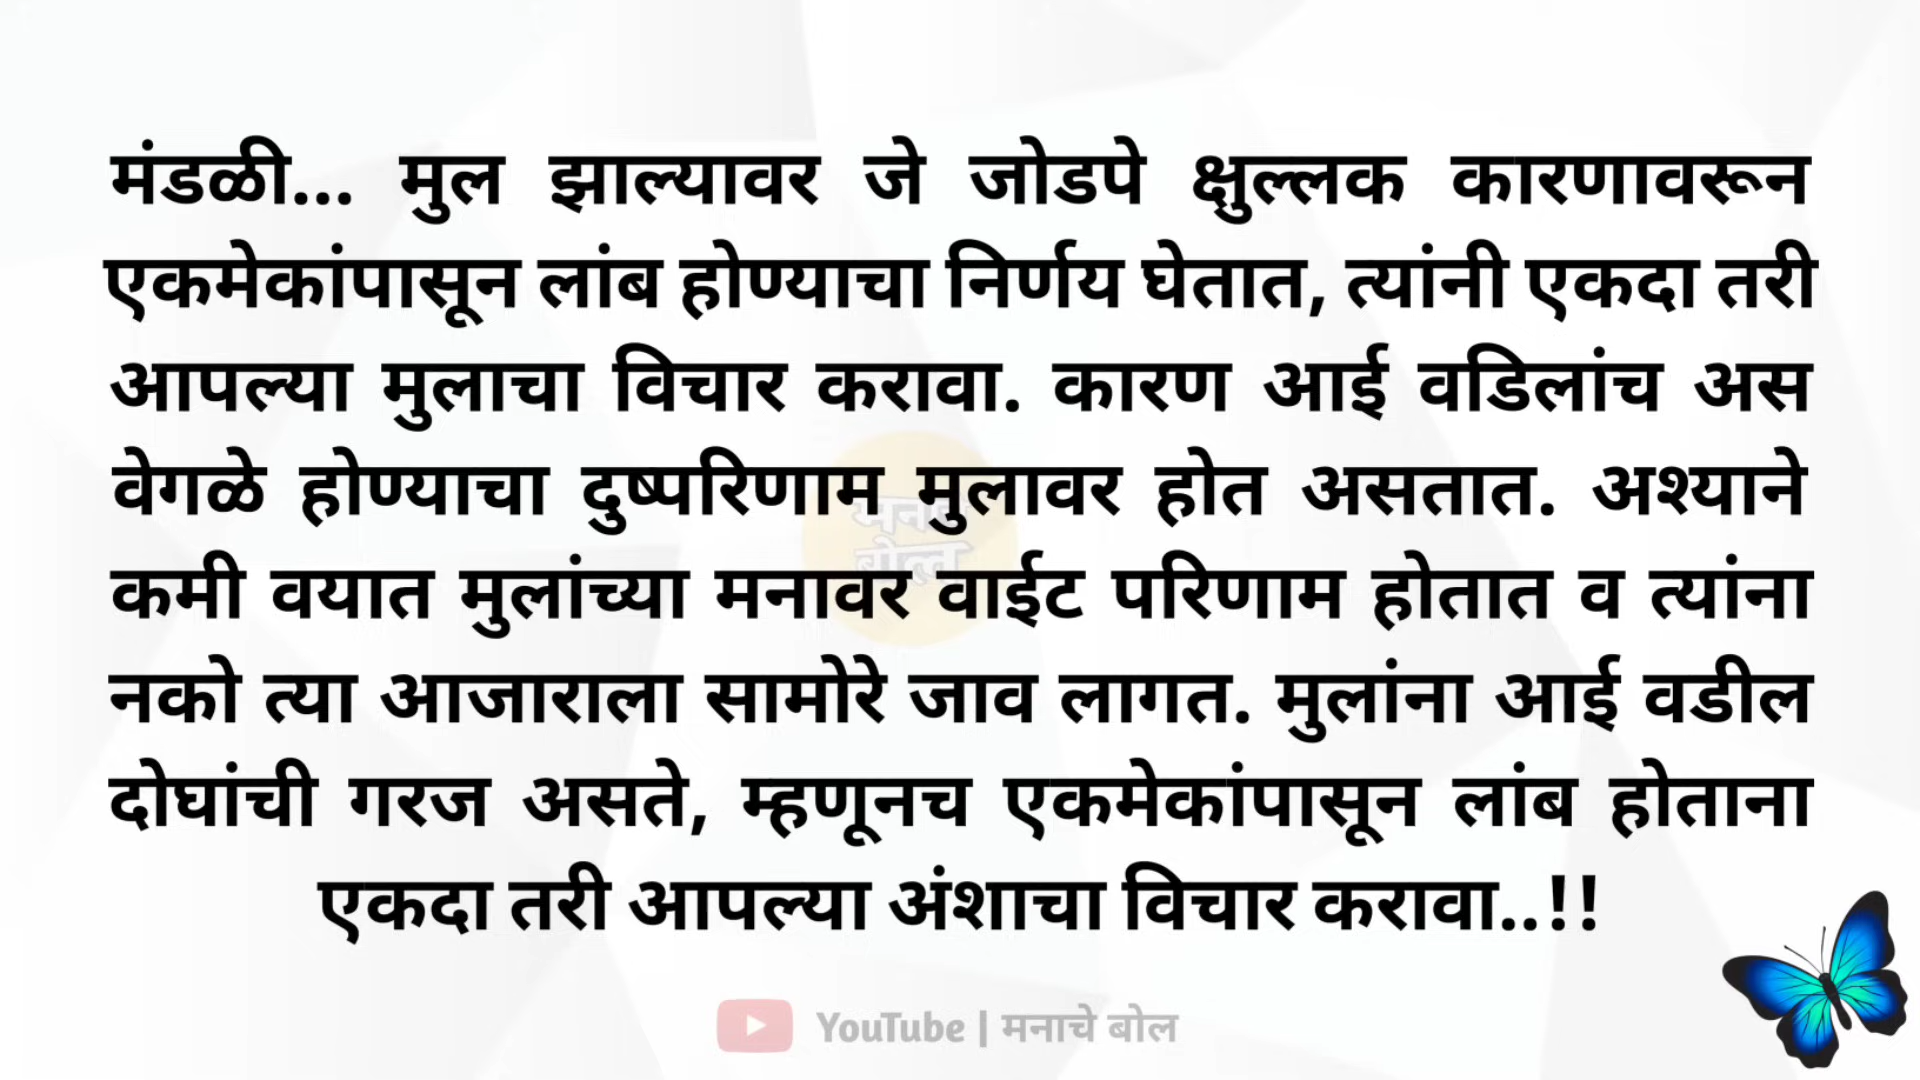 मंडळी... मुल झाल्यावर जे जोडपे क्षुल्लक कारणावरून
एकमेकांपासून लांब होण्याचा निर्णय घेतात, त्यांनी एकदा तरी
आपल्या मुलाचा विचार करावा. कारण आई वडिलांच अस
वेगळे होण्याचा दुष्परिणाम मुलावर होत असतात. अश्याने
कमी वयात मुलांच्या मनावर वाईट परिणाम होतात व त्यांना
नको त्या आजाराला सामोरे जाव लागत. मुलांना आई वडील
दोघांची गरज असते, म्हणूनच एकमेकांपासून लांब होताना
एकदा तरी आपल्या अंशाचा विचार करावा..!!
YouTube | मनाचे बोल